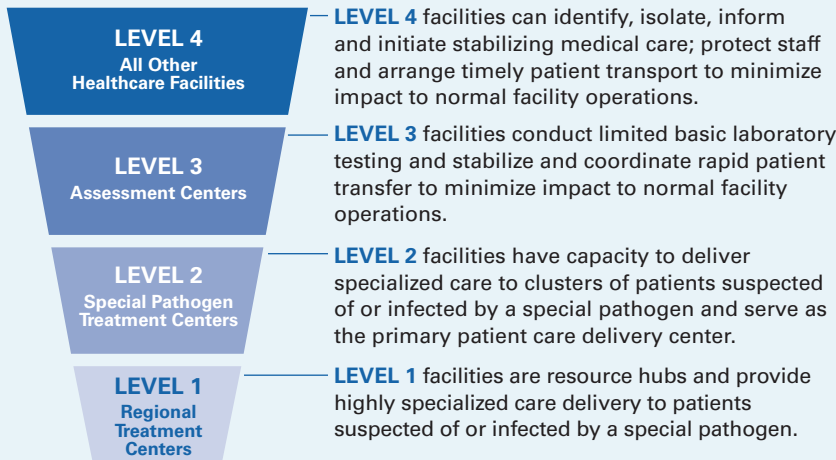 LEVEL 4
All Other
Healthcare Facilities
LEVEL 4 facilities can identify, isolate, inform
and initiate stabilizing medical care; protect staff
and arrange timely patient transport to minimize
impact to normal facility operations.
LEVEL 3
Assessment Centers
LEVEL 3 facilities conduct limited basic laboratory
testing and stabilize and coordinate rapid patient
transfer to minimize impact to normal facility
operations.
LEVEL 2
Special Pathogen
Treatment Centers
LEVEL 2 facilities have capacity to deliver
specialized care to clusters of patients suspected
of or infected by a special pathogen and serve as
the primary patient care delivery center.
LEVEL 1
Regional
Treatment
Centers
LEVEL 1 facilities are resource hubs and provide
highly specialized care delivery to patients
suspected of or infected by a special pathogen.